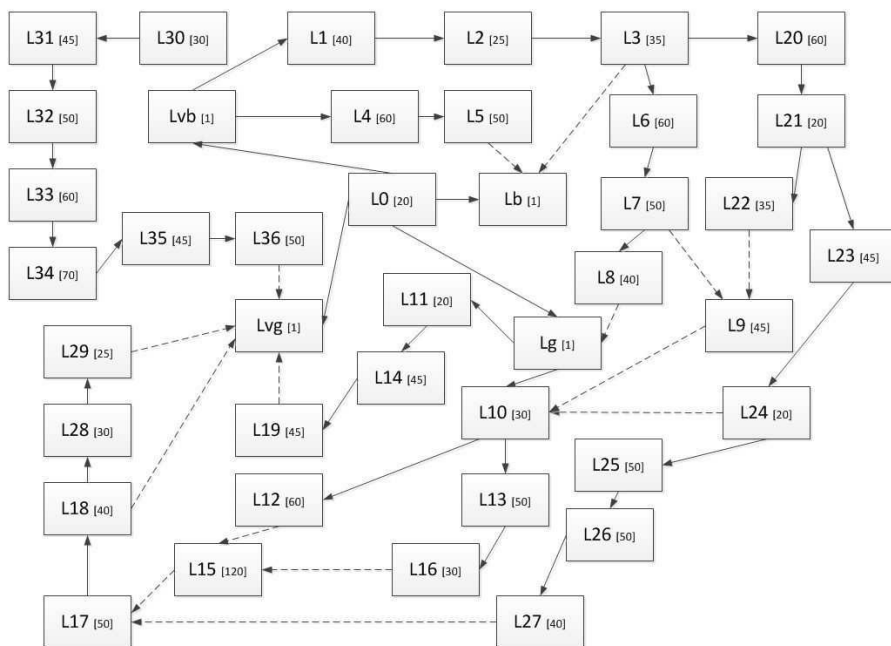 L31 [45]
L30 [30]
L1 [40]
L2 [25]
L3 [35]
L20 [60]
L32 [50]
Lvb [1]
L4 [60]
L5 [50]
L6 [60]
L21 [20]
L33 [60]
L0 [20]
Lb [1]
L7 [50]
L22 [35]
L34 [70]
L35 [45]
L36 [50]
L23 [45]
L8 [40]
L11 [20]
Lvg [1]
L9 [45]
Lg [1]
L29 [25]
L14 [45]
L28 [30]
L19 [45]
L10 [30]
L24 [20]
L25 [50]
L18 [40]
L12 [60]
L13 [50]
L26 [50]
L15 [120]
L16 [30]
L17 [50]
L27 [40]